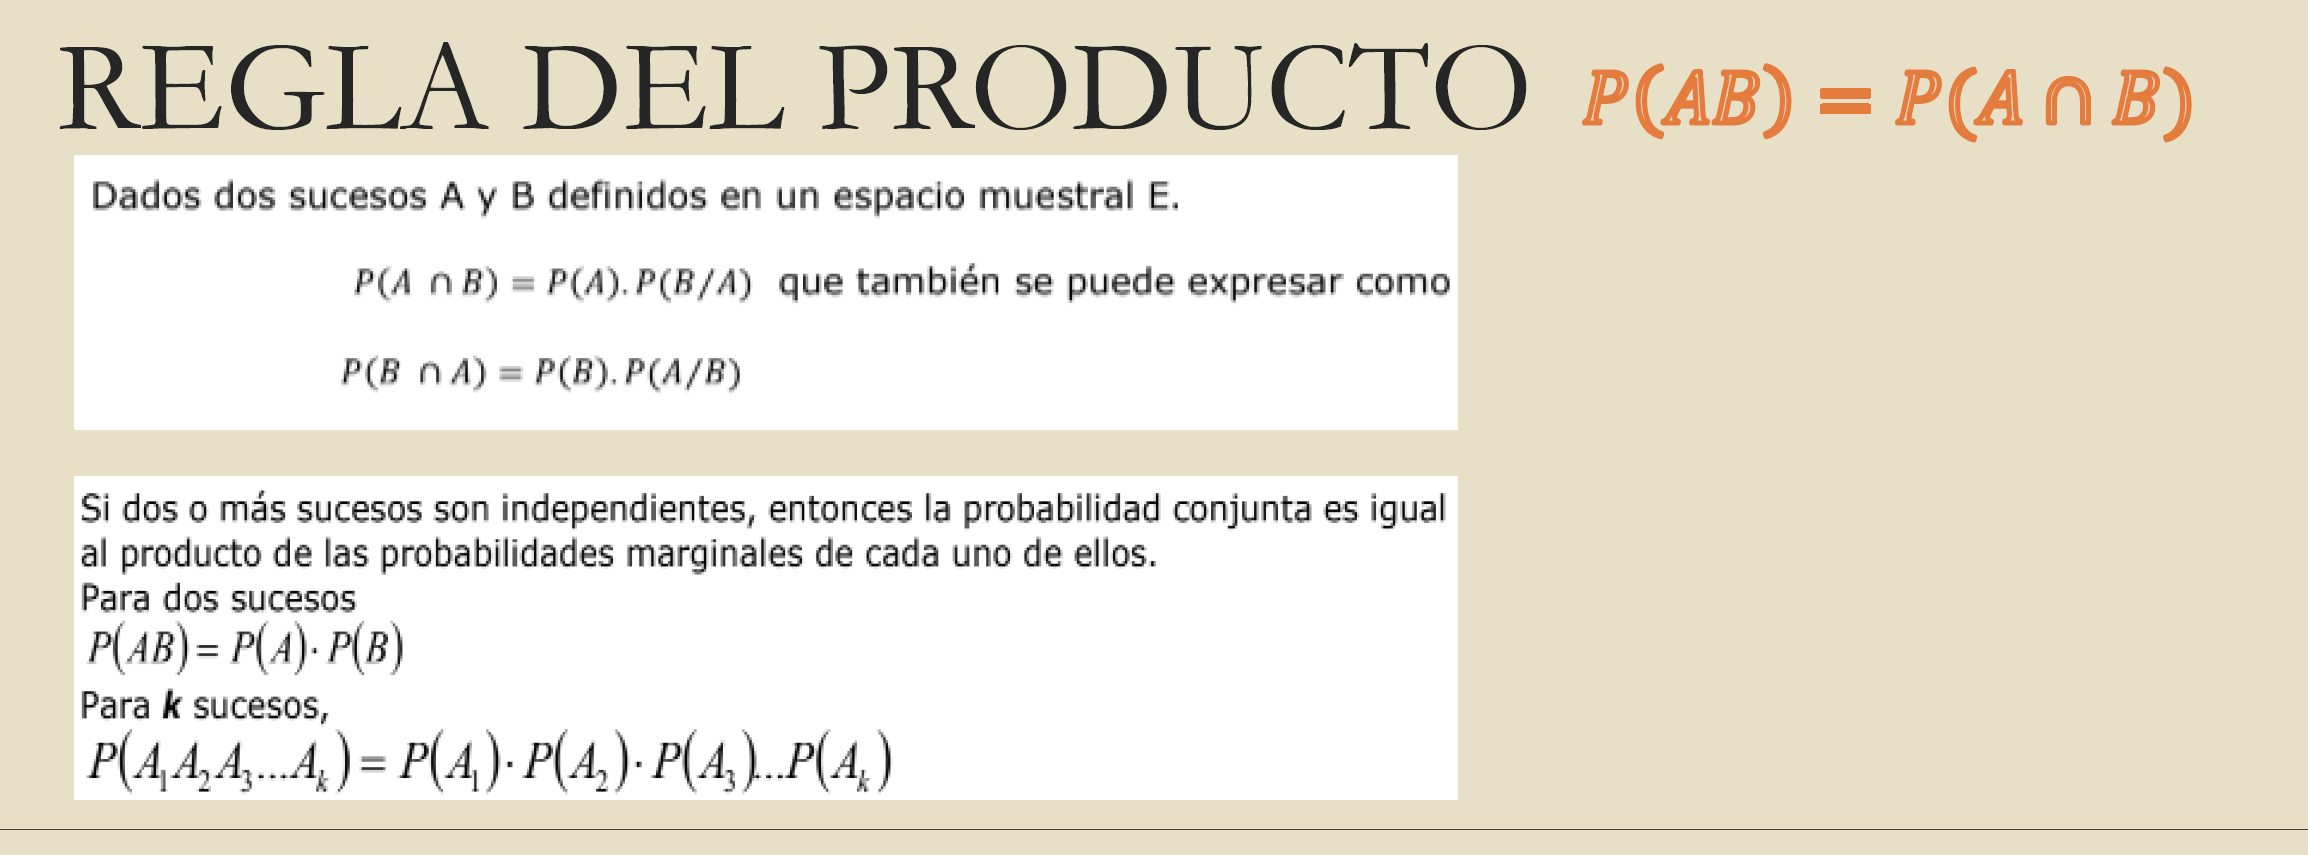 REGLA DEL PRODUCTO P(AB) = P(A ∩ B)
Dados dos sucesos A y B definidos en un espacio muestral E.
P(A ∩ B) = P(A). P(B/A) que también se puede expresar como
P(B ∩ A) = P(B). P(A/B)
Si dos o más sucesos son independientes, entonces la probabilidad conjunta es igual
al producto de las probabilidades marginales de cada uno de ellos.
Para dos sucesos
P(AB) = P(A)· P(B)
Para k sucesos,
P(A₁A₂A₃...Aₖ) = P(A₁)· P(A₂)· P(A₃)...P(Aₖ)